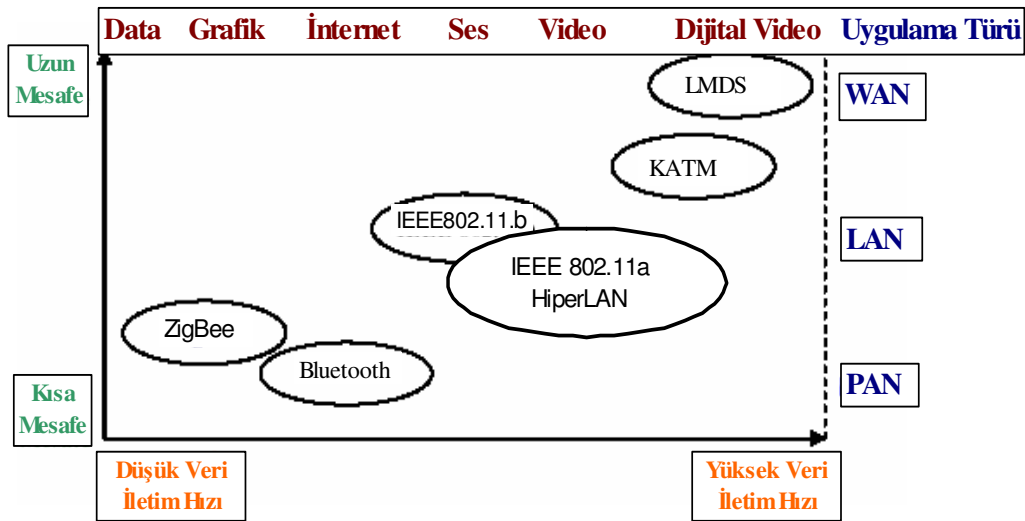 Data Grafik İnternet Ses Video Dijital Video Uygulama Türü
Uzun
Mesafe
LMDS
WAN
KATM
IEEE802.11.b
LAN
IEEE 802.11a
HiperLAN
ZigBee
Bluetooth
PAN
Kısa
Mesafe
Düşük Veri
İletim Hızı
Yüksek Veri
İletim Hızı